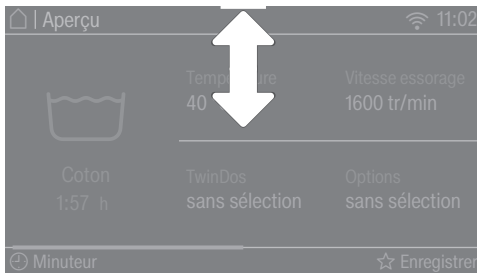 Aperçu 11:02
Température Vitesse essorage
40 1600 tr/min
Coton TwinDos Options
1:57 h sans sélection sans sélection
Minuteur Enregistrer